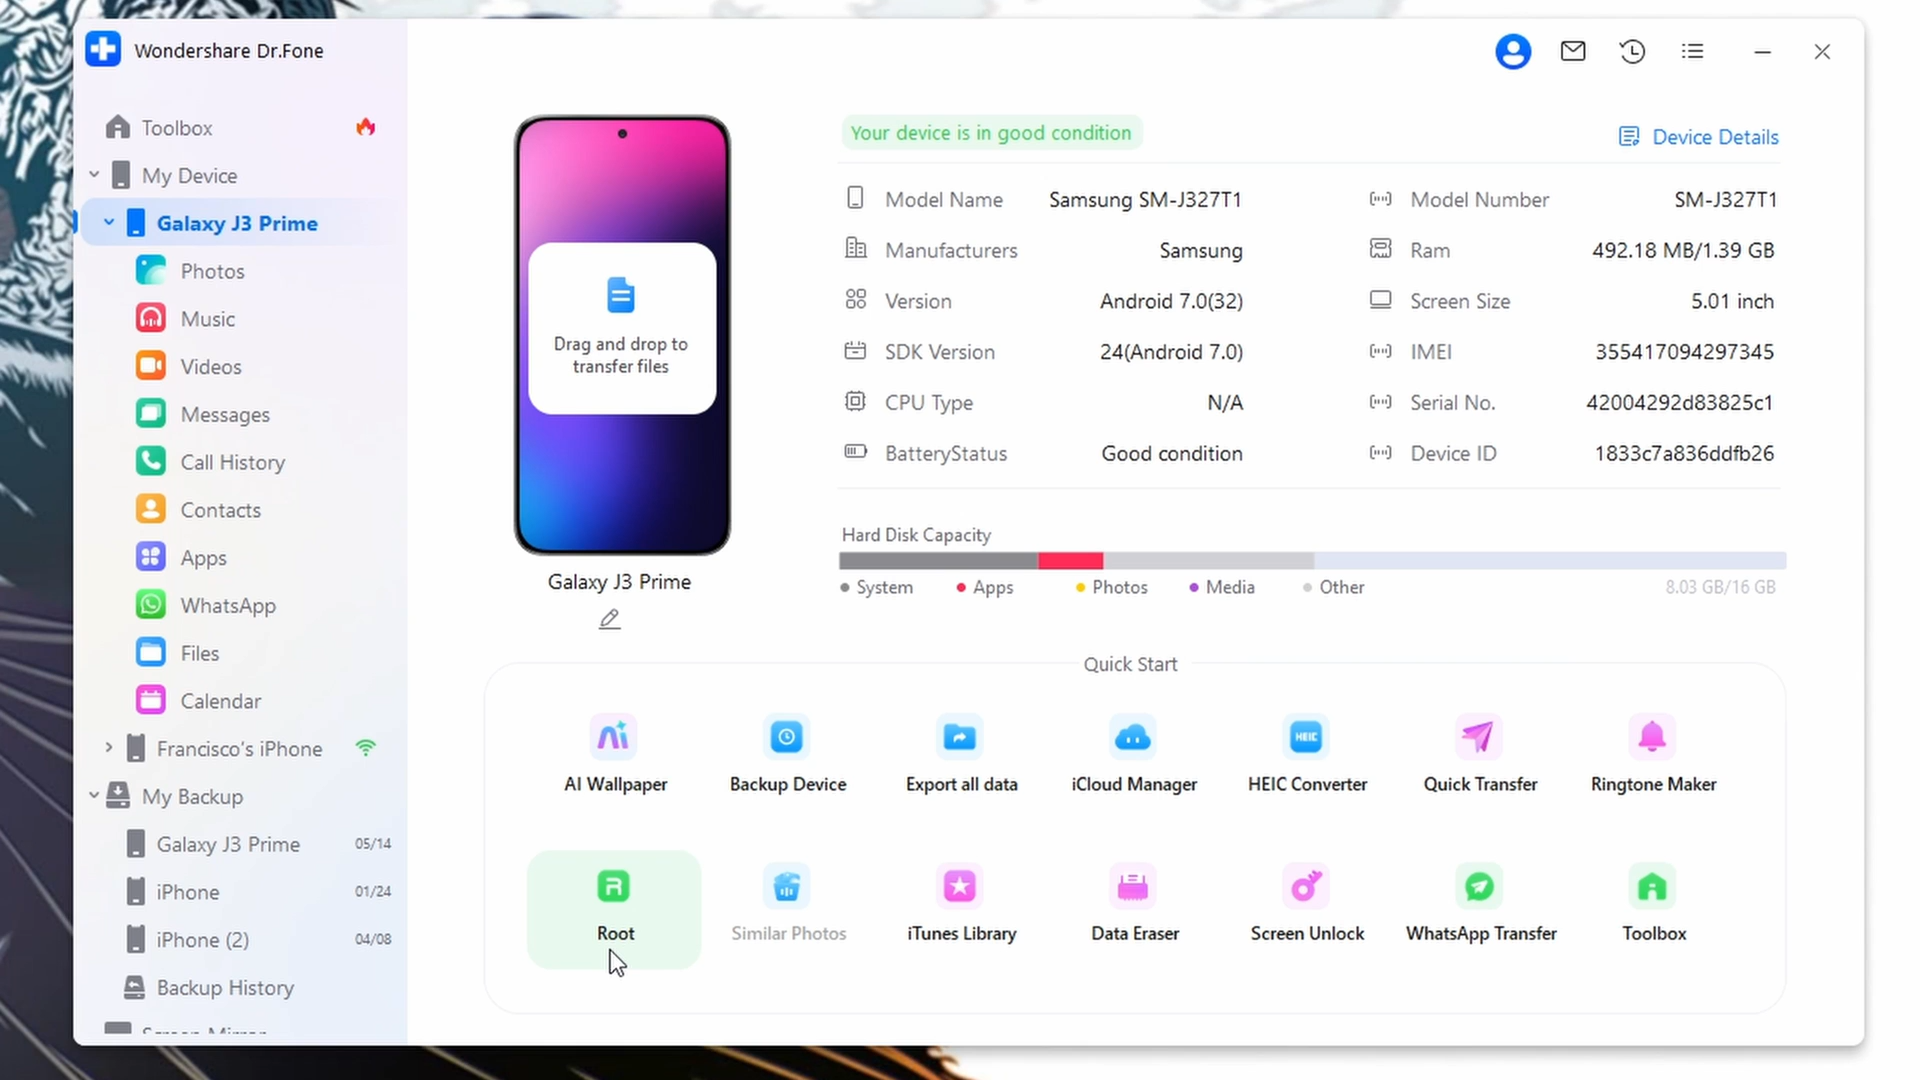 Wondershare Dr.Fone
Toolbox
My Device
Galaxy J3 Prime
Photos
Music
Videos
Messages
Call History
Contacts
Apps
WhatsApp
Files
Calendar
Francisco's iPhone
My Backup
Galaxy J3 Prime 05/14
iPhone 01/24
iPhone (2) 04/08
Backup History
Drag and drop to
transfer files
Galaxy J3 Prime
Your device is in good condition
Device Details
Model Name Samsung SM-J327T1 Model Number SM-J327T1
Manufacturers Samsung Ram 492.18 MB/1.39 GB
Version Android 7.0(32) Screen Size 5.01 inch
SDK Version 24(Android 7.0) IMEI 355417094297345
CPU Type N/A Serial No. 42004292d83825c1
BatteryStatus Good condition Device ID 1833c7a836ddfb26
Hard Disk Capacity
System Apps Photos Media Other 8.03 GB/16 GB
Quick Start
AI Wallpaper Backup Device Export all data iCloud Manager HEIC Converter Quick Transfer Ringtone Maker
HEIC
Root Similar Photos iTunes Library Data Eraser Screen Unlock WhatsApp Transfer Toolbox